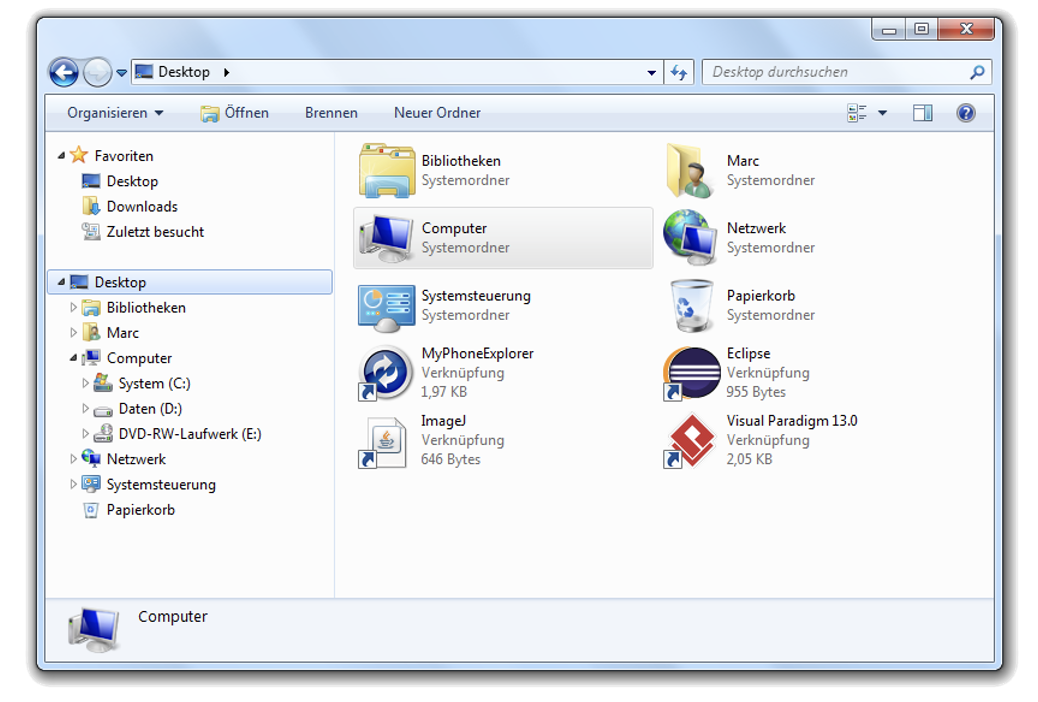 Desktop
Desktop durchsuchen
Organisieren
Öffnen
Brennen
Neuer Ordner
Favoriten
Desktop
Downloads
Zuletzt besucht
Desktop
Bibliotheken
Marc
Computer
System (C:)
Daten (D:)
DVD-RW-Laufwerk (E:)
Netzwerk
Systemsteuerung
Papierkorb
Bibliotheken
Systemordner
Marc
Systemordner
Computer
Systemordner
Netzwerk
Systemordner
Systemsteuerung
Systemordner
Papierkorb
Systemordner
MyPhoneExplorer
Verknüpfung
1,97 KB
Eclipse
Verknüpfung
955 Bytes
ImageJ
Verknüpfung
646 Bytes
Visual Paradigm 13.0
Verknüpfung
2,05 KB
Computer